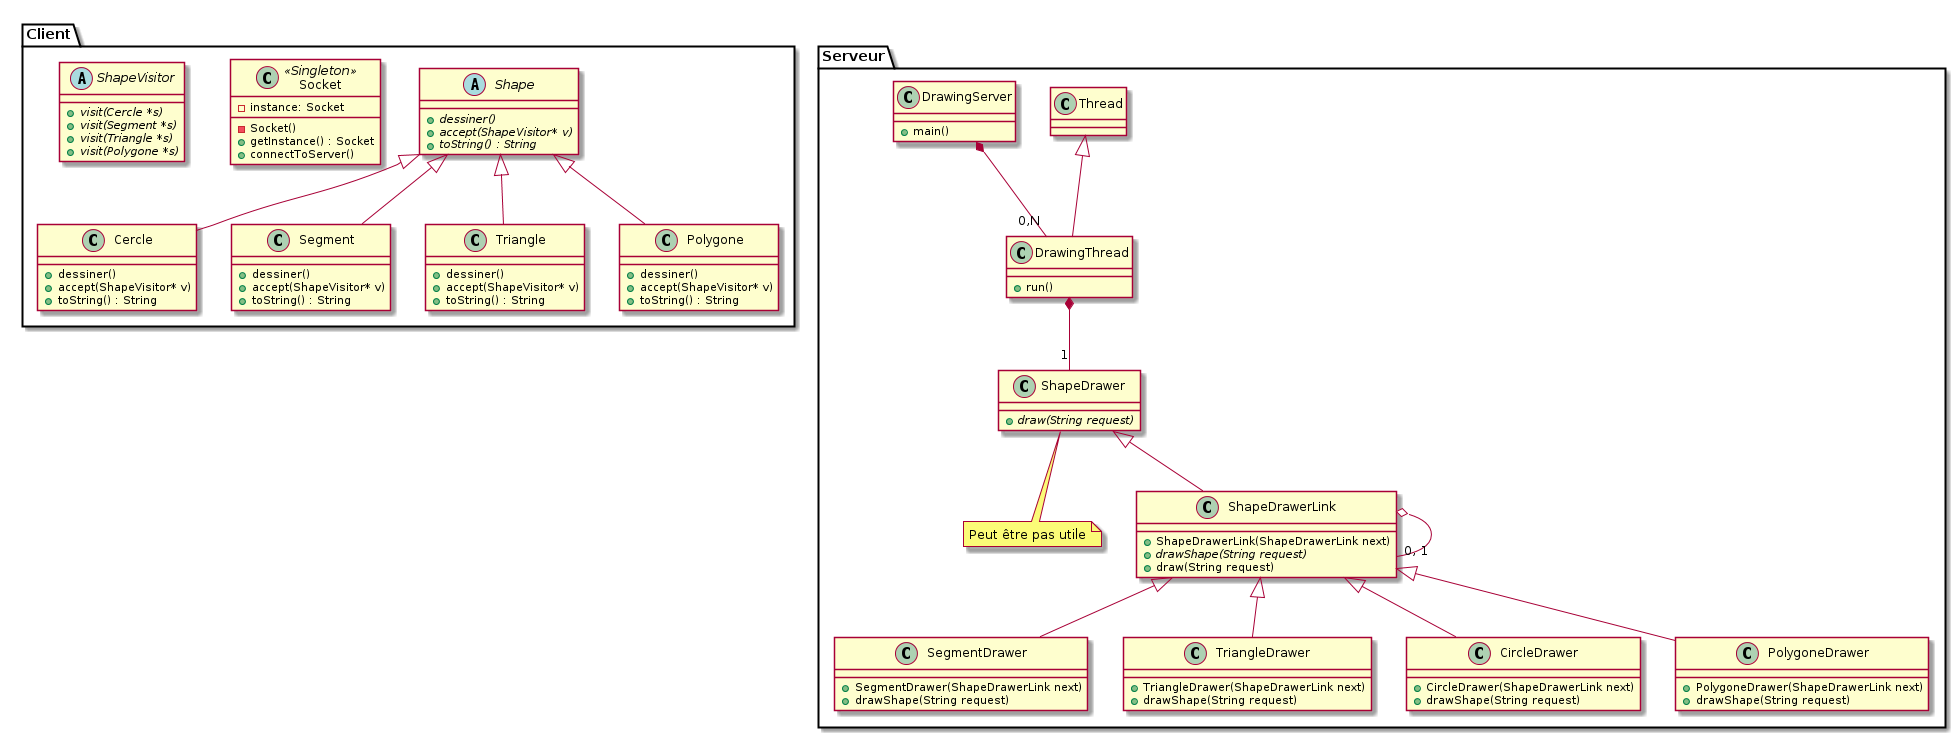 Client
A ShapeVisitor
visit(Cercle *s)
visit(Segment *s)
visit(Triangle *s)
visit(Polygone *s)
C «Singleton»
Socket
instance: Socket
Socket()
getInstance() : Socket
connectToServer()
A Shape
dessiner()
accept(ShapeVisitor* v)
toString() : String
C Cercle
dessiner()
accept(ShapeVisitor* v)
toString() : String
C Segment
dessiner()
accept(ShapeVisitor* v)
toString() : String
C Triangle
dessiner()
accept(ShapeVisitor* v)
toString() : String
C Polygone
dessiner()
accept(ShapeVisitor* v)
toString() : String
Serveur
C DrawingServer
main()
C Thread
0,N
C DrawingThread
run()
1
C ShapeDrawer
draw(String request)
Peut être pas utile
C ShapeDrawerLink
ShapeDrawerLink(ShapeDrawerLink next)
drawShape(String request)
draw(String request)
0, 1
C SegmentDrawer
SegmentDrawer(ShapeDrawerLink next)
drawShape(String request)
C TriangleDrawer
TriangleDrawer(ShapeDrawerLink next)
drawShape(String request)
C CircleDrawer
CircleDrawer(ShapeDrawerLink next)
drawShape(String request)
C PolygoneDrawer
PolygoneDrawer(ShapeDrawerLink next)
drawShape(String request)